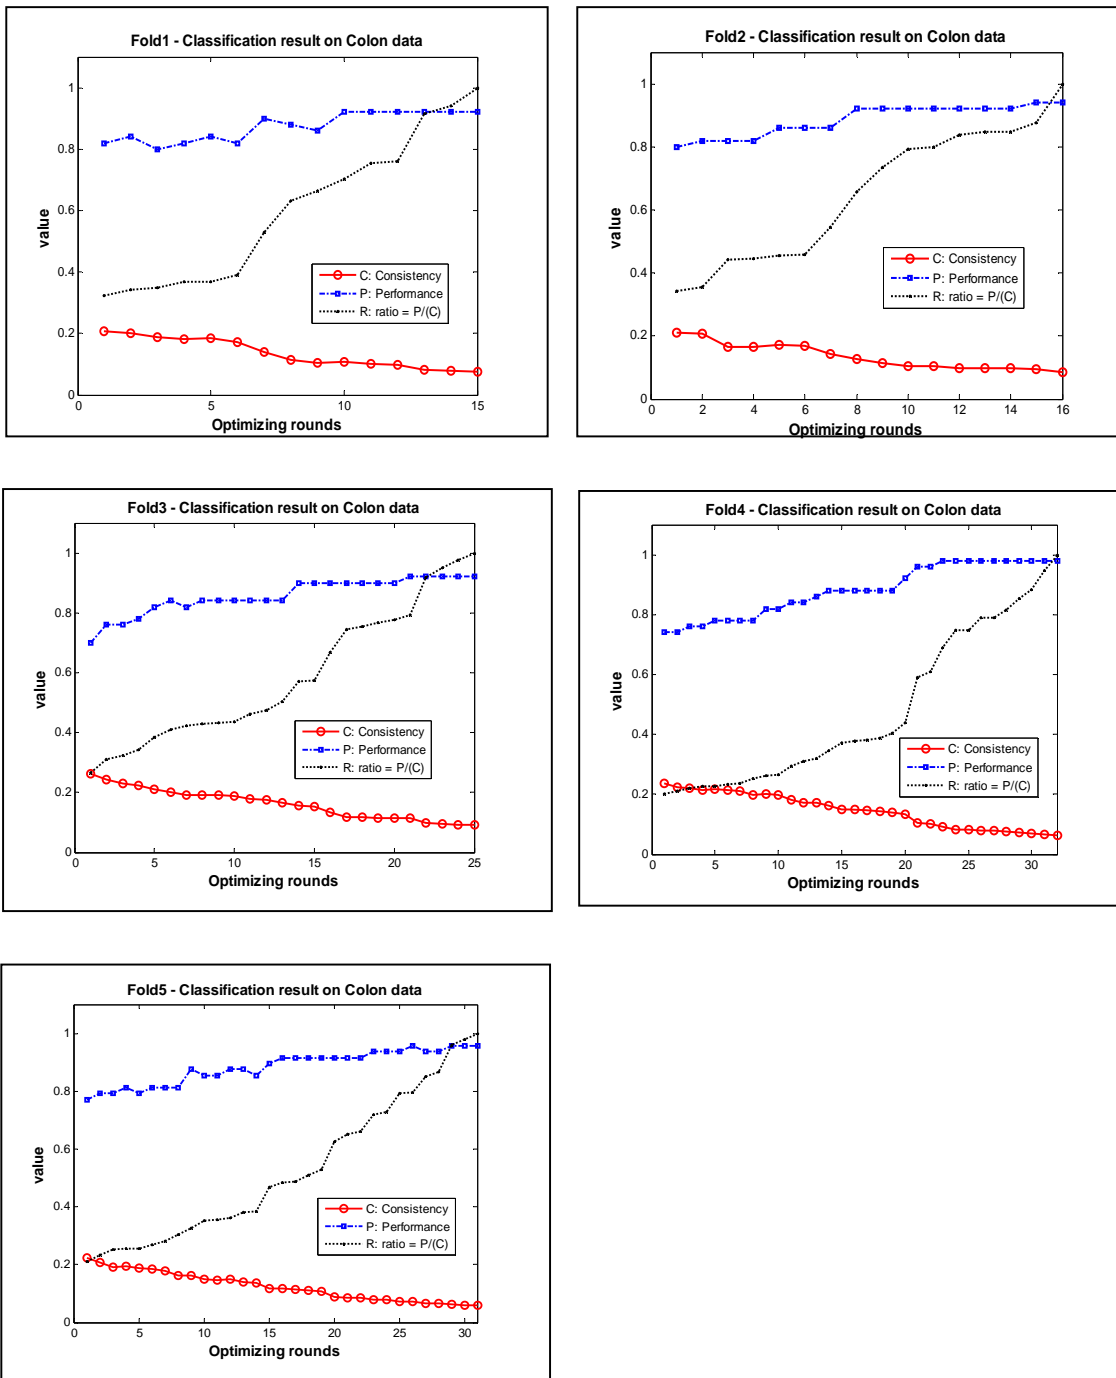 Fold1 - Classification result on Colon data
1
0.8
0.6
0.4
0.2
0
value
C: Consistency
P: Performance
R: ratio = P/(C)
0 5 10 15
Optimizing rounds
Fold2 - Classification result on Colon data
1
0.8
0.6
0.4
0.2
0
value
C: Consistency
P: Performance
R: ratio = P/(C)
0 2 4 6 8 10 12 14 16
Optimizing rounds
Fold3 - Classification result on Colon data
1
0.8
0.6
0.4
0.2
0
value
C: Consistency
P: Performance
R: ratio = P/(C)
0 5 10 15 20 25
Optimizing rounds
Fold4 - Classification result on Colon data
1
0.8
0.6
0.4
0.2
0
value
C: Consistency
P: Performance
R: ratio = P/(C)
0 5 10 15 20 25 30
Optimizing rounds
Fold5 - Classification result on Colon data
1
0.8
0.6
0.4
0.2
0
value
C: Consistency
P: Performance
R: ratio = P/(C)
0 5 10 15 20 25 30
Optimizing rounds